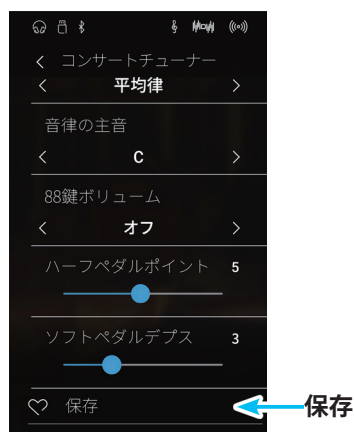 コンサートチューナー
平均律
音律の主音
C
88鍵ボリューム
オフ
ハーフペダルポイント 5
ソフトペダルデプス 3
保存
保存